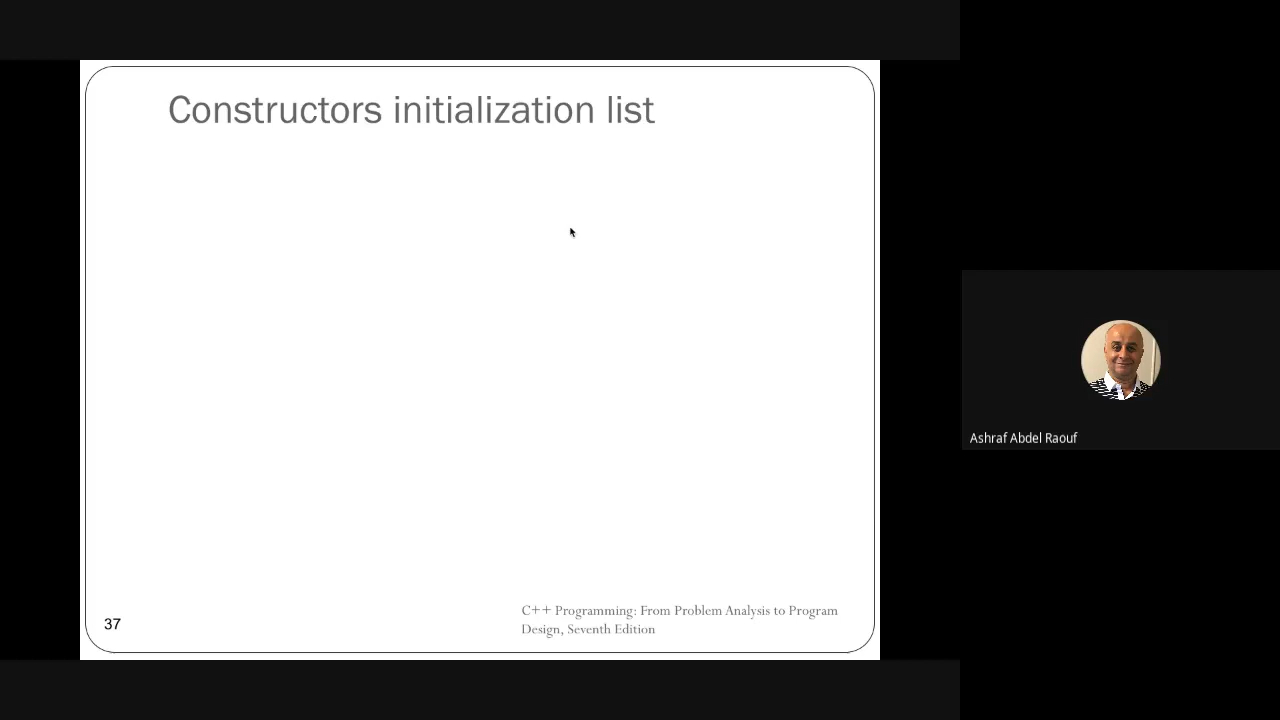 Constructors initialization list
Ashraf Abdel Raouf
C++ Programming: From Problem Analysis to Program
Design, Seventh Edition
37